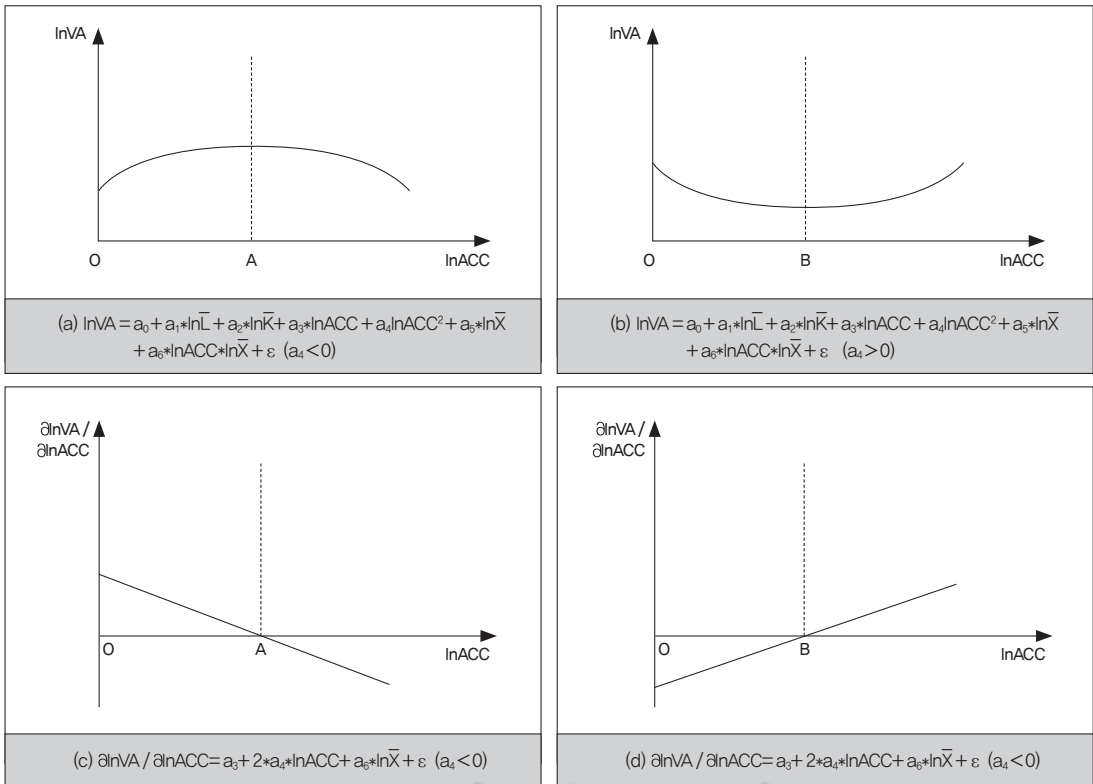 lnVA
O
A
lnACC
(a) lnVA = a₀ + a₁*lnL̅ + a₂*lnK̅ + a₃*lnACC + a₄lnACC² + a₅*lnX̅
+ a₆*lnACC*lnX̅ + ε (a₄<0)
lnVA
O
B
lnACC
(b) lnVA = a₀ + a₁*lnL̅ + a₂*lnK̅ + a₃*lnACC + a₄lnACC² + a₅*lnX̅
+ a₆*lnACC*lnX̅ + ε (a₄>0)
∂lnVA /
∂lnACC
O
A
lnACC
(c) ∂lnVA / ∂lnACC= a₃ + 2*a₄*lnACC + a₆*lnX̅ + ε (a₄<0)
∂lnVA /
∂lnACC
O
B
lnACC
(d) ∂lnVA / ∂lnACC= a₃ + 2*a₄*lnACC + a₆*lnX̅ + ε (a₄<0)